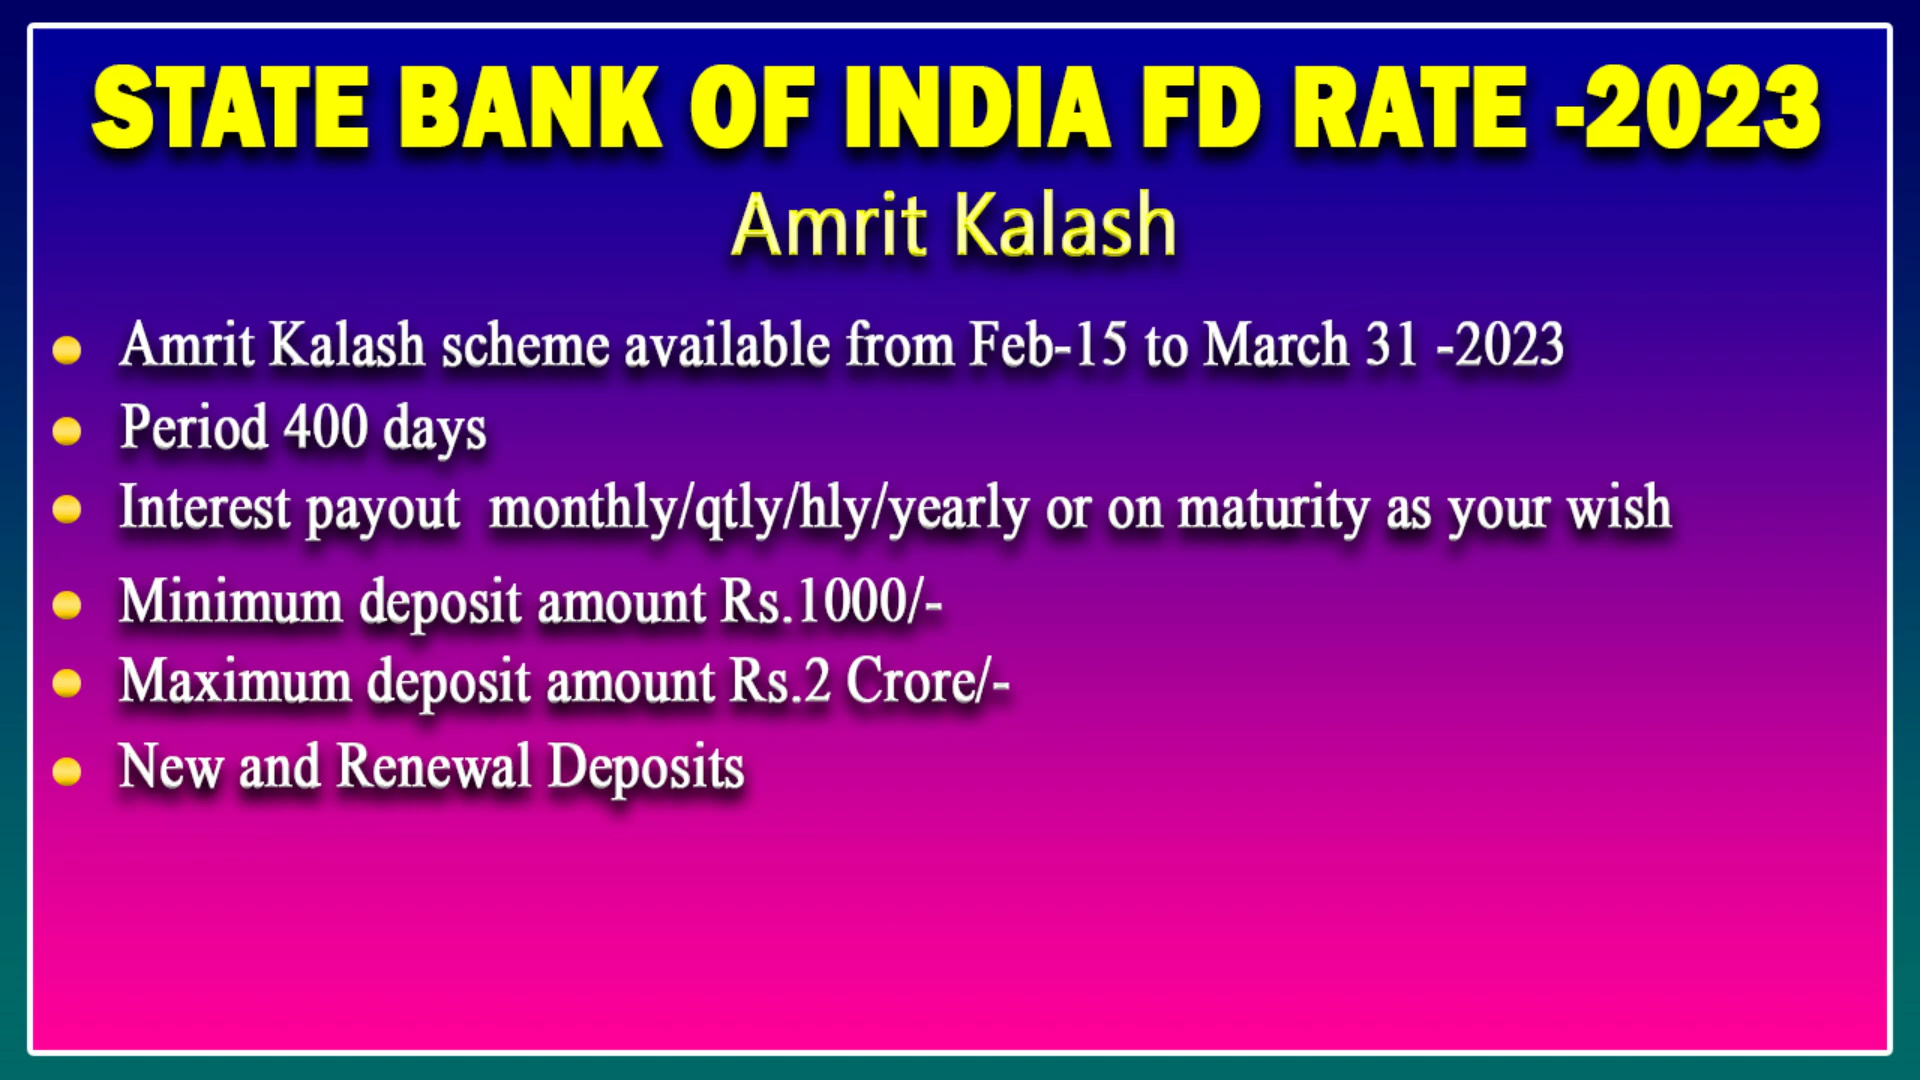 STATE BANK OF INDIA FD RATE -2023
Amrit Kalash
Amrit Kalash scheme available from Feb-15 to March 31 -2023
Period 400 days
Interest payout  monthly/qtly/hly/yearly or on maturity as your wish
Minimum deposit amount Rs.1000/-
Maximum deposit amount Rs.2 Crore/-
New and Renewal Deposits